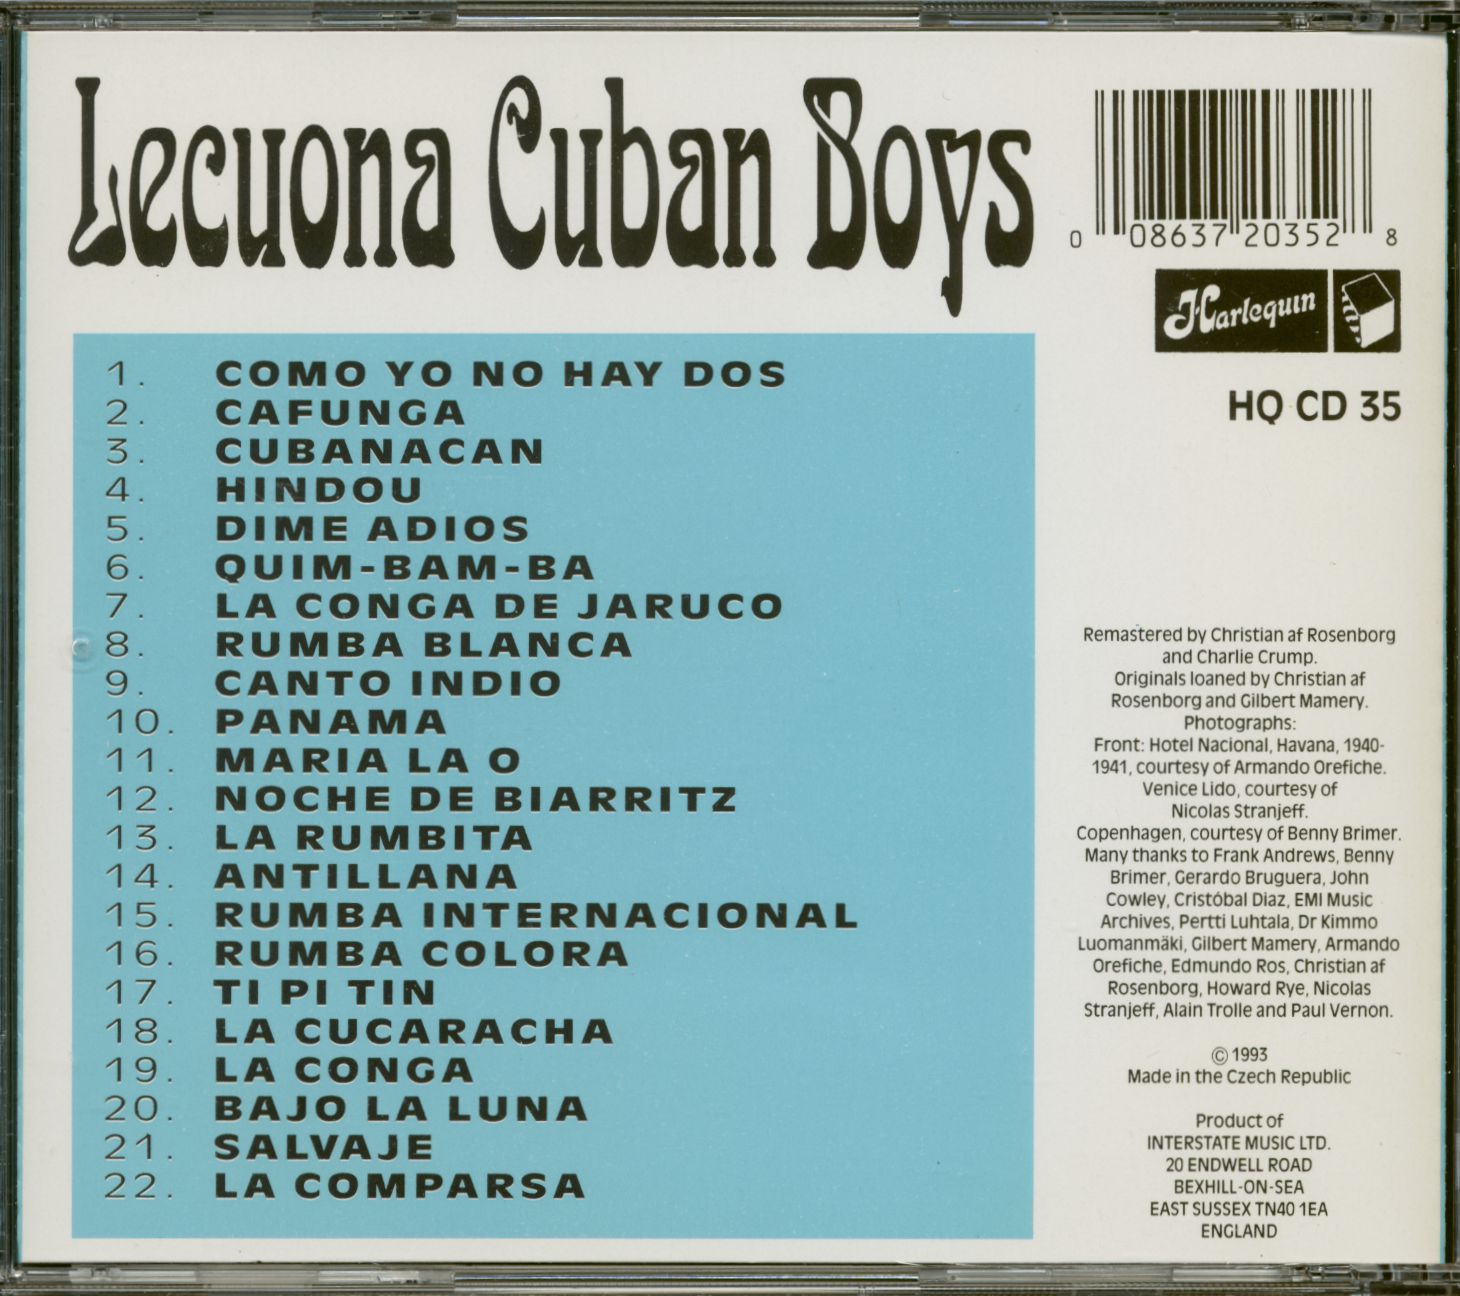 Lecuona Cuban Boys
0 08637 20352 8
Harlequin
HQ CD 35
1. COMO YO NO HAY DOS
2. CAFUNGA
3. CUBANACAN
4. HINDOU
5. DIME ADIOS
6. QUIM-BAM-BA
7. LA CONGA DE JARUCO
8. RUMBA BLANCA
9. CANTO INDIO
10. PANAMA
11. MARIA LA O
12. NOCHE DE BIARRITZ
13. LA RUMBITA
14. ANTILLANA
15. RUMBA INTERNACIONAL
16. RUMBA COLORA
17. TI PI TIN
18. LA CUCARACHA
19. LA CONGA
20. BAJO LA LUNA
21. SALVAJE
22. LA COMPARSA
Remastered by Christian af Rosenborg
and Charlie Crump.
Originals loaned by Christian af
Rosenborg and Gilbert Mamery.
Photographs:
Front: Hotel Nacional, Havana, 1940-
1941, courtesy of Armando Orefiche.
Venice Lido, courtesy of
Nicolas Stranjeff.
Copenhagen, courtesy of Benny Brimer.
Many thanks to Frank Andrews, Benny
Brimer, Gerardo Bruguera, John
Cowley, Cristóbal Diaz, EMI Music
Archives, Pertti Luhtala, Dr Kimmo
Luomanmäki, Gilbert Mamery, Armando
Orefiche, Edmundo Ros, Christian af
Rosenborg, Howard Rye, Nicolas
Stranjeff, Alain Trolle and Paul Vernon.
© 1993
Made in the Czech Republic
Product of
INTERSTATE MUSIC LTD.
20 ENDWELL ROAD
BEXHILL-ON-SEA
EAST SUSSEX TN40 1EA
ENGLAND